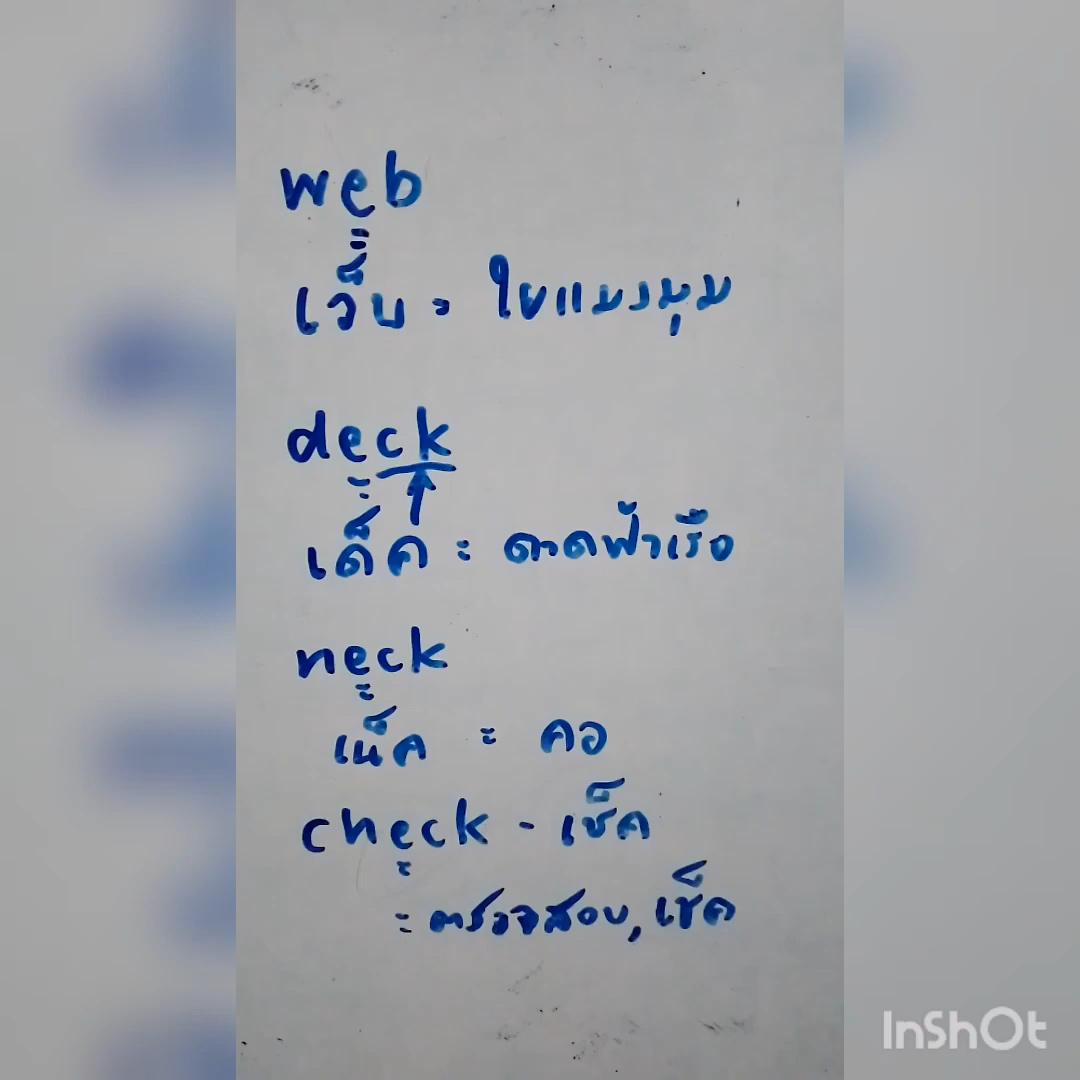 web
เว็บ = ใยแมงมุม
deck
เด็ค = ดาดฟ้าเรือ
neck
เน็ค = คอ
check - เช็ค
= ตรวจสอบ, เช็ค
InShOt